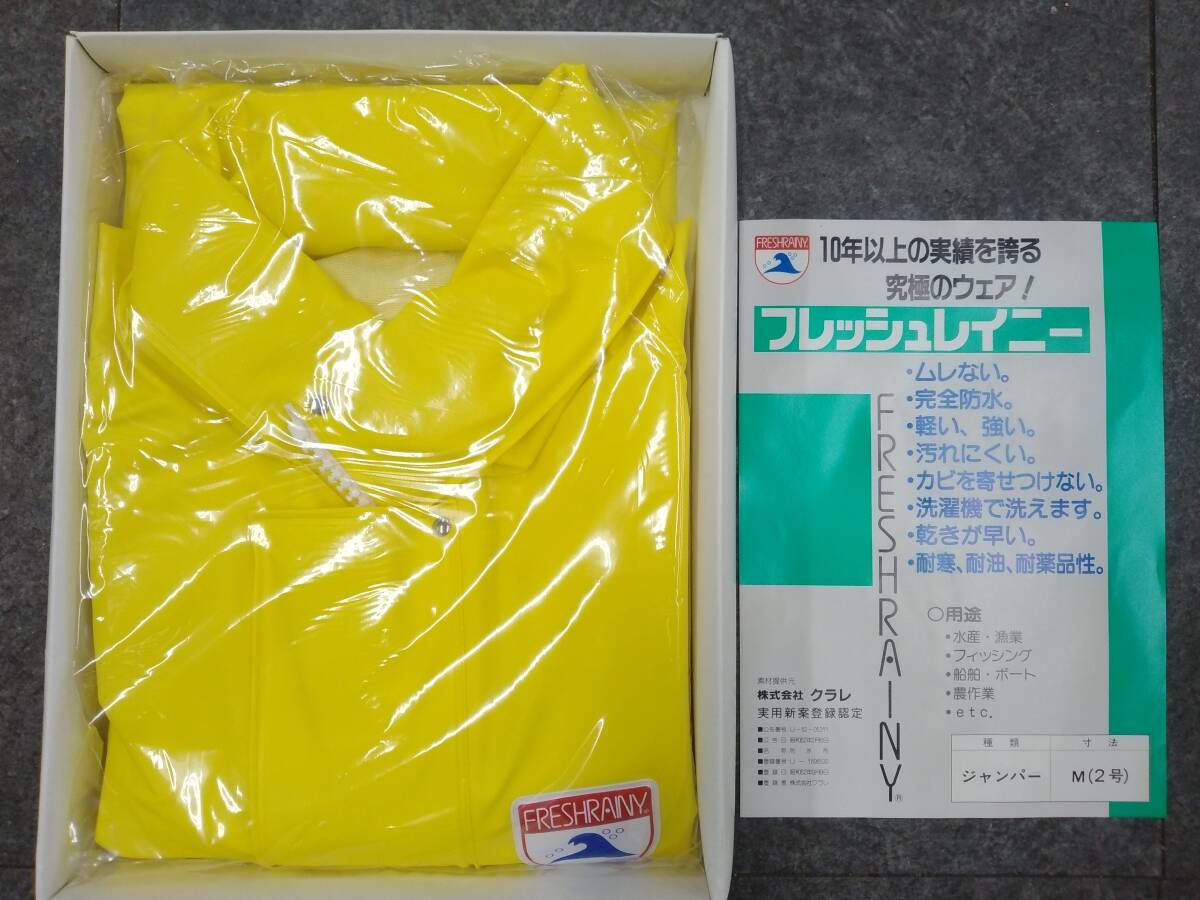 FRESHRAINY
10年以上の実績を誇る
究極のウェア!
フレッシュレイニー
・ムレない。
・完全防水。
・軽い、強い。
・汚れにくい。
・カビを寄せつけない。
・洗濯機で洗えます。
・乾きが早い。
・耐寒、耐油、耐薬品性。
FRESHRAINY®
○用途
・水産・漁業
・フィッシング
・船舶・ボート
・農作業
・etc.
素材提供元
株式会社 クラレ
実用新案登録認定
種類 寸法
ジャンパー M(2号)
FRESHRAINY®